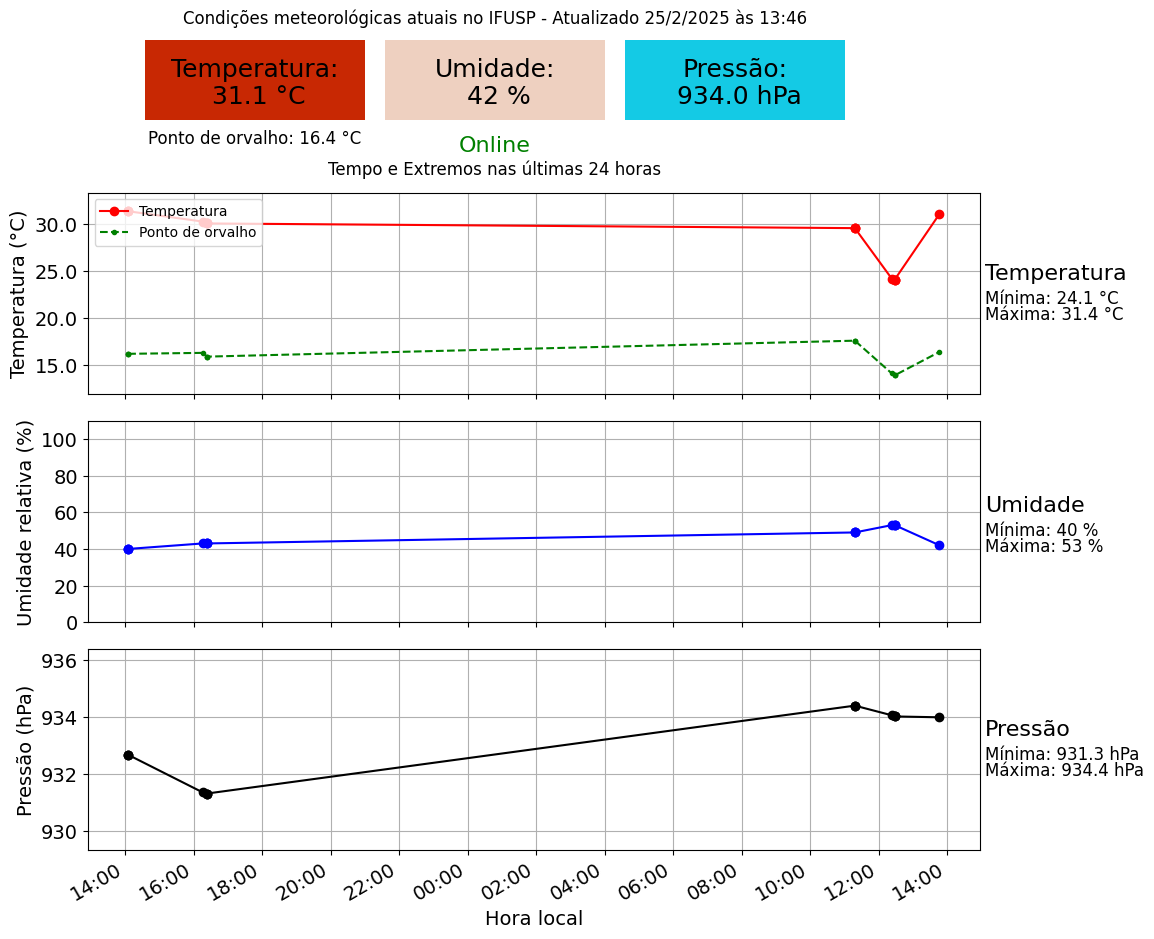 Condições meteorológicas atuais no IFUSP - Atualizado 25/2/2025 às 13:46
Temperatura:
31.1 °C
Umidade:
42 %
Pressão:
934.0 hPa
Ponto de orvalho: 16.4 °C
Online
Tempo e Extremos nas últimas 24 horas
Temperatura (°C)
30.0
25.0
20.0
15.0
Temperatura
Ponto de orvalho
Temperatura
Mínima: 24.1 °C
Máxima: 31.4 °C
Umidade relativa (%)
100
80
60
40
20
0
Umidade
Mínima: 40 %
Máxima: 53 %
Pressão (hPa)
936
934
932
930
Pressão
Mínima: 931.3 hPa
Máxima: 934.4 hPa
14:00
16:00
18:00
20:00
22:00
00:00
02:00
04:00
06:00
08:00
10:00
12:00
14:00
Hora local